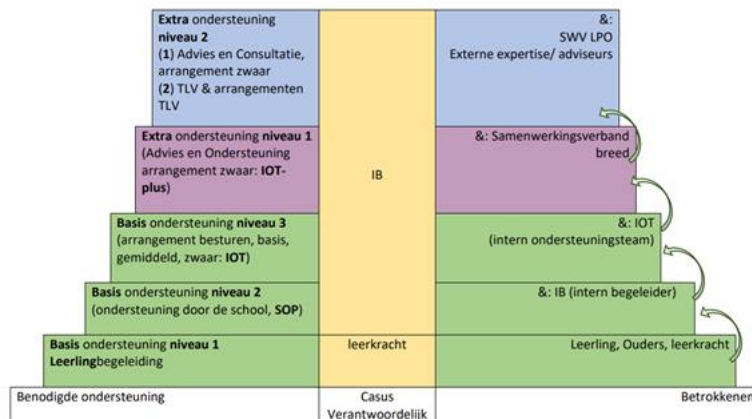 Extra ondersteuning
niveau 2
(1) Advies en Consultatie,
arrangement zwaar
(2) TLV & arrangementen
TLV
&:
SWV LPO
Externe expertise/ adviseurs
Extra ondersteuning niveau 1
(Advies en Ondersteuning
arrangement zwaar: IOT-
plus)
IB
&: Samenwerkingsverband
breed
Basis ondersteuning niveau 3
(arrangement besturen, basis,
gemiddeld, zwaar: IOT)
&: IOT
(intern ondersteuningsteam)
Basis ondersteuning niveau 2
(ondersteuning door de school, SOP)
&: IB (intern begeleider)
Basis ondersteuning niveau 1
Leerlingbegeleiding
leerkracht
Leerling, Ouders, leerkracht
Benodigde ondersteuning
Casus
Verantwoordelijk
Betrokkenen